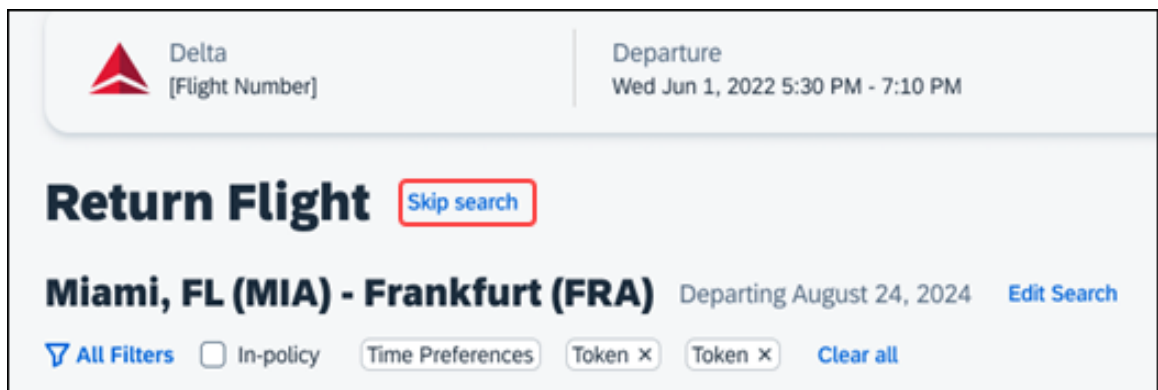 Delta
[Flight Number]
Departure
Wed Jun 1, 2022 5:30 PM - 7:10 PM
Return Flight Skip search
Miami, FL (MIA) - Frankfurt (FRA) Departing August 24, 2024 Edit Search
All Filters In-policy Time Preferences Token × Token × Clear all